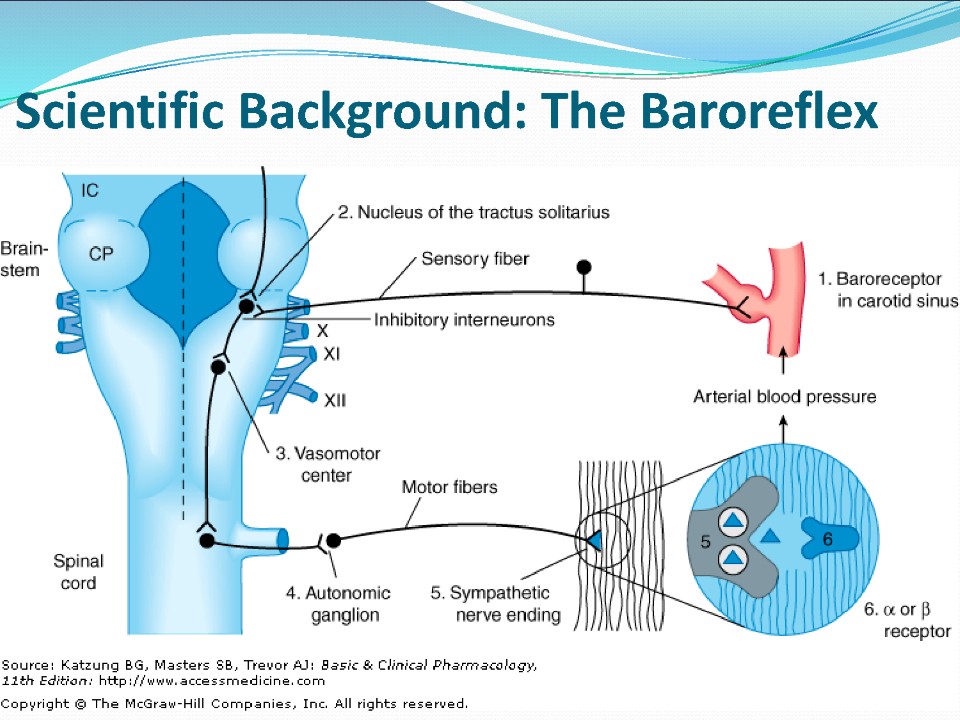 Scientific Background: The Baroreflex
IC
2. Nucleus of the tractus solitarius
Brain-
stem
CP
Sensory fiber
1. Baroreceptor
in carotid sinus
Inhibitory interneurons
X
XI
XII
Arterial blood pressure
3. Vasomotor
center
Motor fibers
5
6
Spinal
cord
4. Autonomic
ganglion
5. Sympathetic
nerve ending
6. α or β
receptor
Source: Katzung BG, Masters SB, Trevor AJ: Basic & Clinical Pharmacology,
11th Edition: http://www.accessmedicine.com
Copyright © The McGraw-Hill Companies, Inc. All rights reserved.